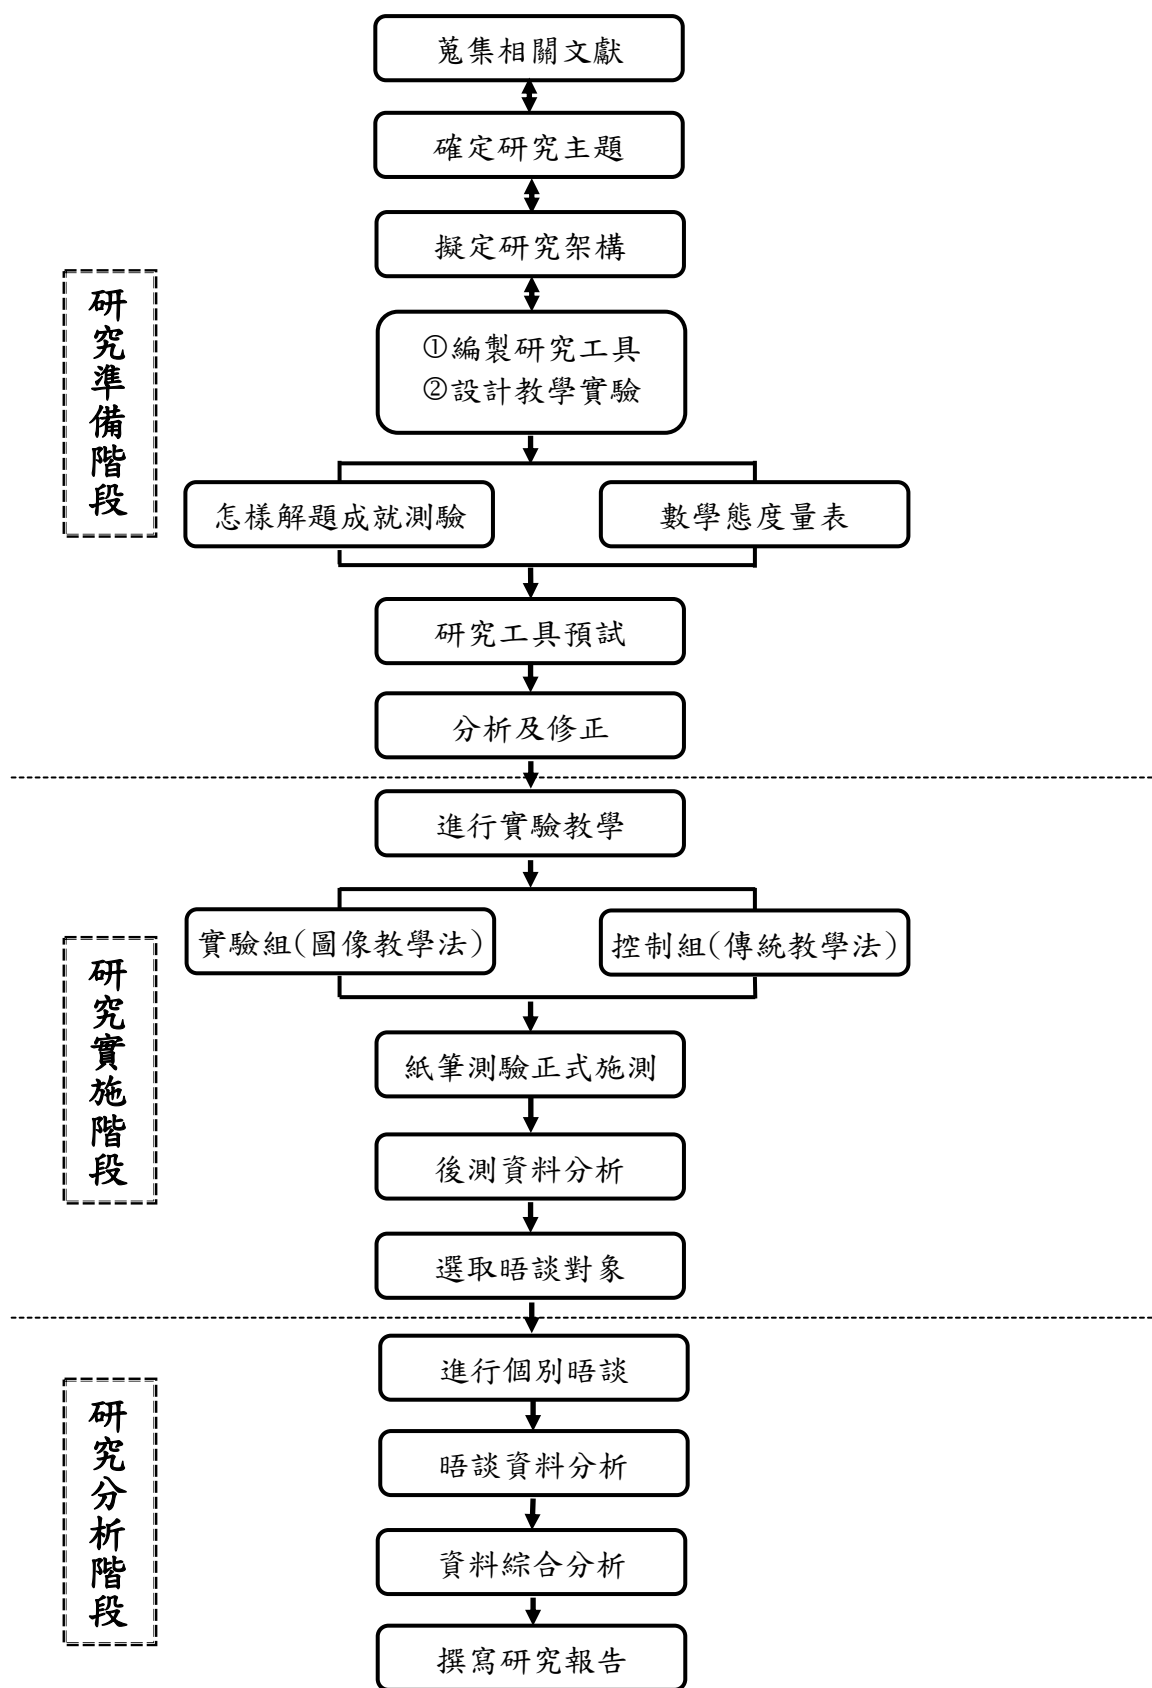 蒐集相關文獻
確定研究主題
擬定研究架構
研究準備階段
①編製研究工具
②設計教學實驗
怎樣解題成就測驗
數學態度量表
研究工具預試
分析及修正
進行實驗教學
實驗組(圖像教學法)
控制組(傳統教學法)
研究實施階段
紙筆測驗正式施測
後測資料分析
選取晤談對象
進行個別晤談
研究分析階段
晤談資料分析
資料綜合分析
撰寫研究報告